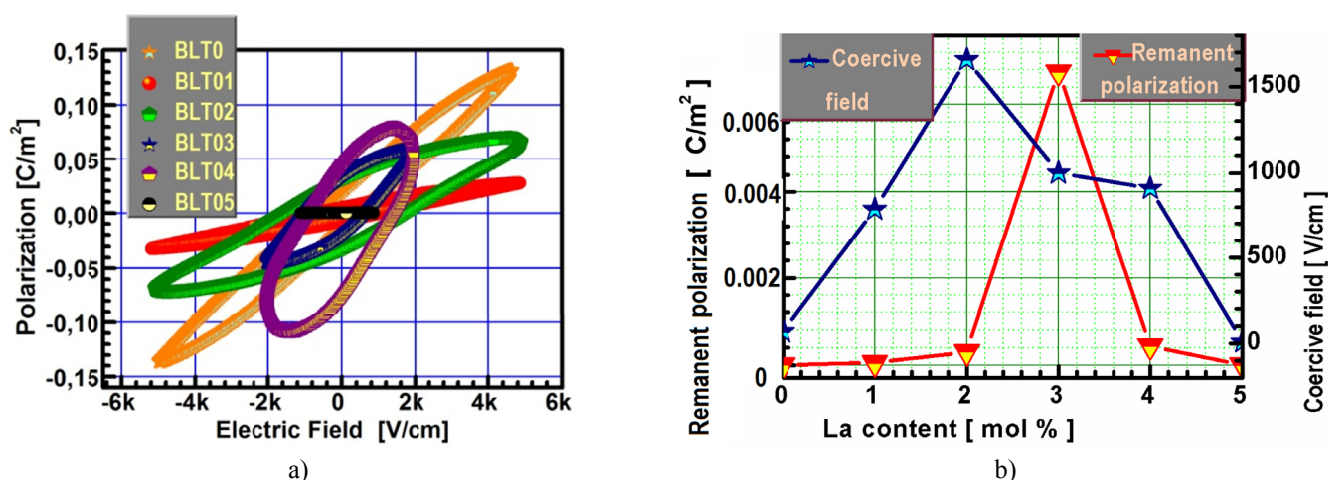 BLT0
BLT01
BLT02
BLT03
BLT04
BLT05
0,15
0,10
0,05
0,00
-0,05
-0,10
-0,15
Polarization [C/m²]
-6k -4k -2k 0 2k 4k 6k
Electric Field [V/cm]
a)
Coercive
field
Remanent
polarization
0.006
0.004
0.002
0
Remanent polarization [ C/m²]
1500
1000
500
0
Coercive field [ V/cm]
0 1 2 3 4 5
La content [ mol % ]
b)